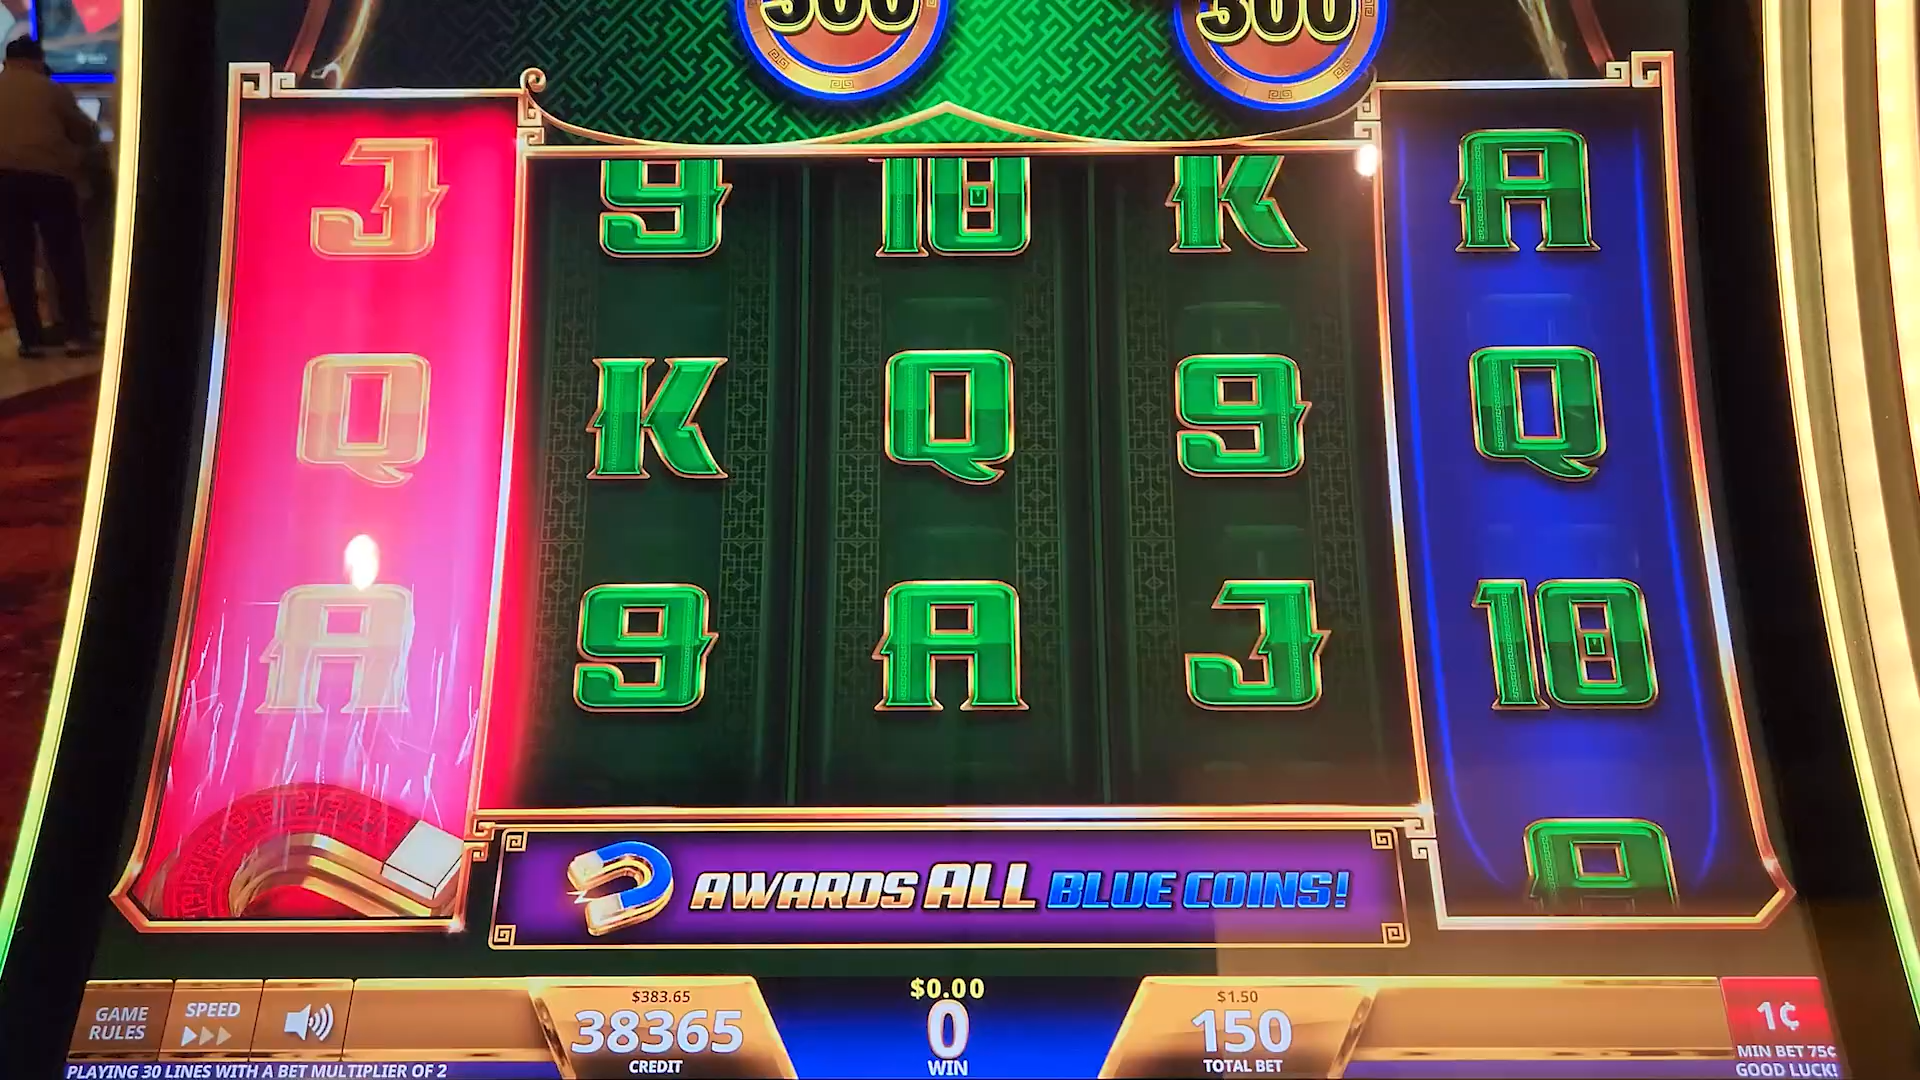 300 300
J 9 10 K A
Q K Q 9 Q
A 9 A J 10
AWARDS ALL BLUE COINS!
GAME RULES
SPEED
$383.65
38365
CREDIT
$0.00
0
WIN
$1.50
150
TOTAL BET
1¢
MIN BET 75¢
GOOD LUCK!
PLAYING 30 LINES WITH A BET MULTIPLIER OF 2